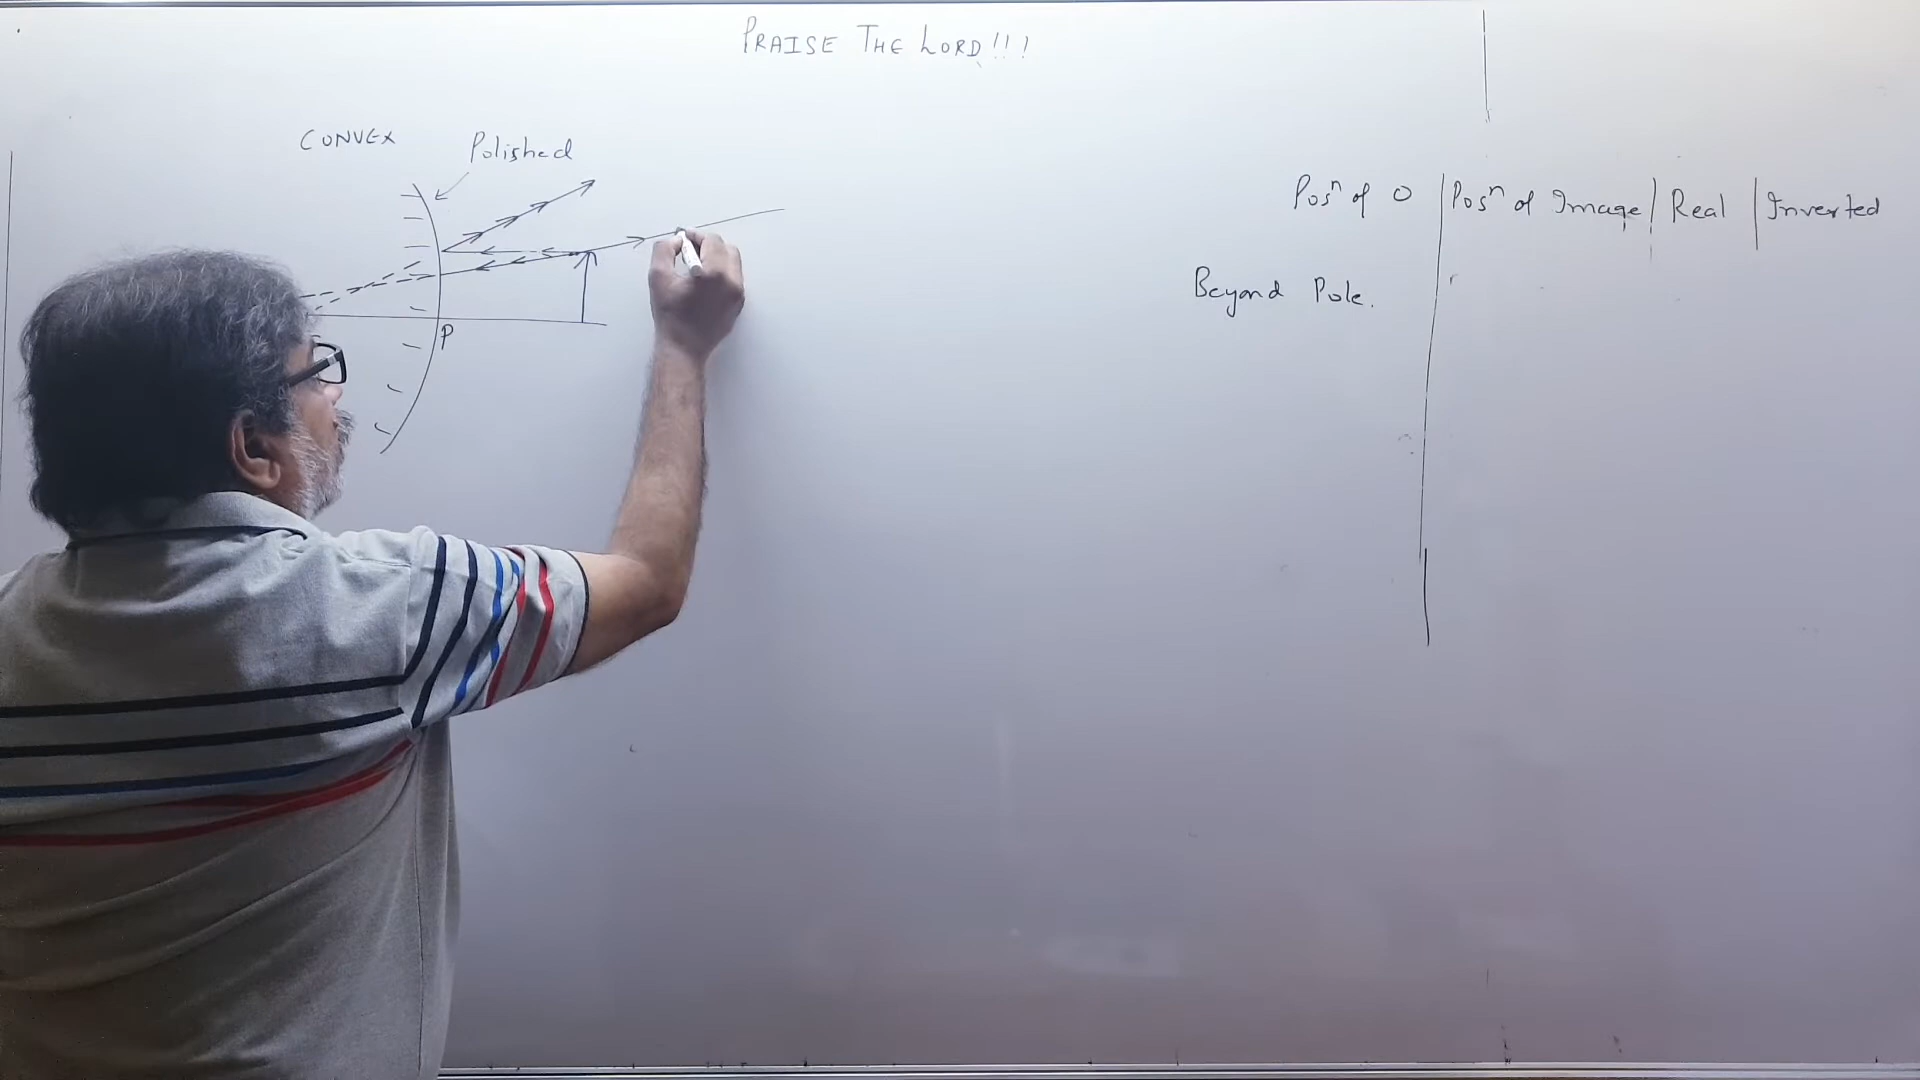 PRAISE THE LORD!!!
CONVEX
Polished
P
Posn of O | Posn of Image | Real | Inverted
Beyond Pole.